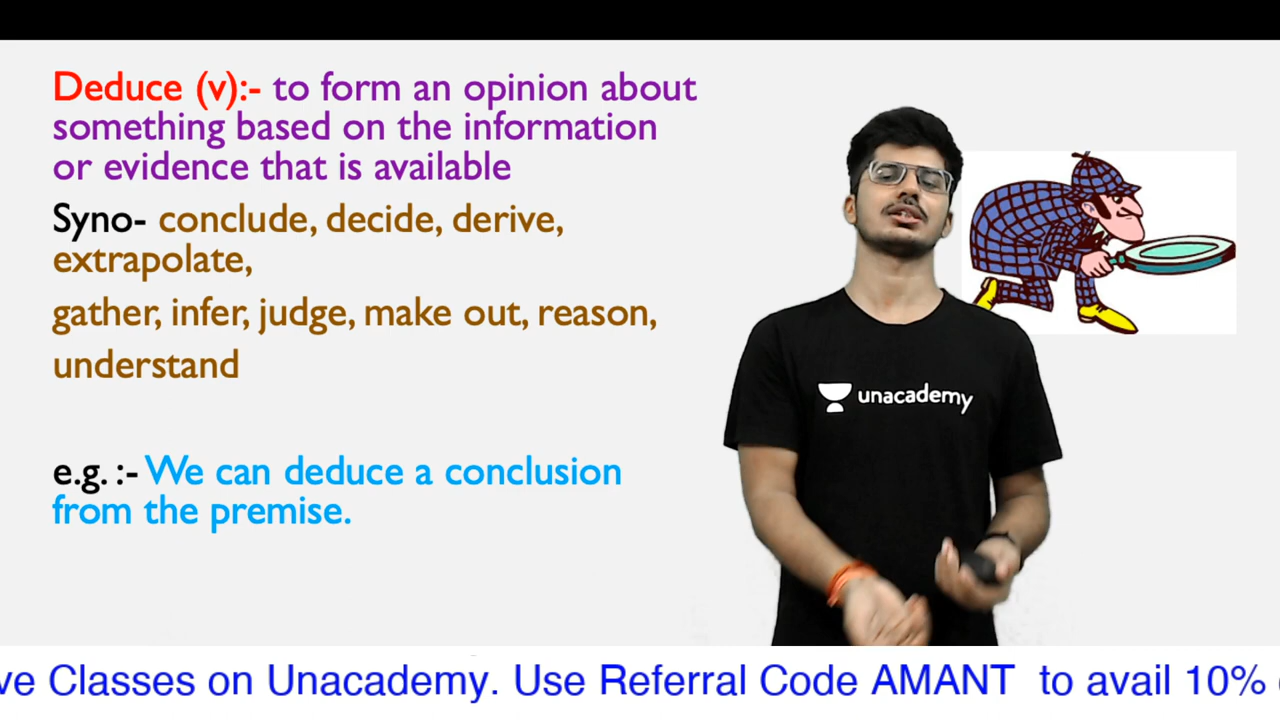 Deduce (v):- to form an opinion about
something based on the information
or evidence that is available
Syno- conclude, decide, derive,
extrapolate,
gather, infer, judge, make out, reason,
understand
e.g. :- We can deduce a conclusion
from the premise.
unacademy
ve Classes on Unacademy. Use Referral Code AMANT to avail 10%